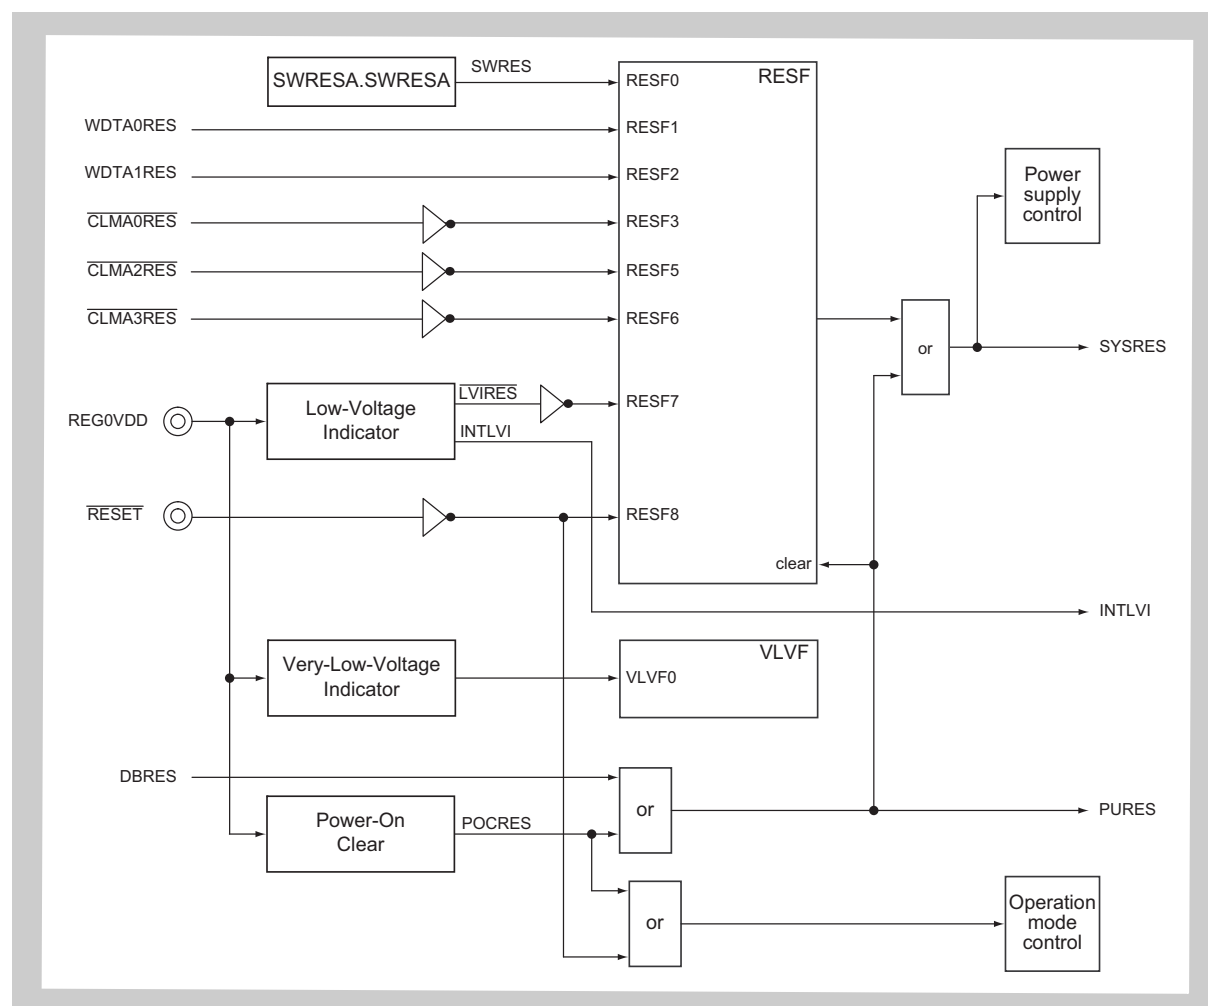 SWRESA.SWRESA
SWRES
RESF
RESF0
WDTA0RES
RESF1
WDTA1RES
RESF2
CLMA0RES
RESF3
CLMA2RES
RESF5
CLMA3RES
RESF6
Power
supply
control
or
SYSRES
REG0VDD
Low-Voltage
Indicator
LVIRES
INTLVI
RESF7
RESET
RESF8
clear
INTLVI
Very-Low-Voltage
Indicator
VLVF
VLVF0
DBRES
Power-On
Clear
POCRES
or
PURES
or
Operation
mode
control